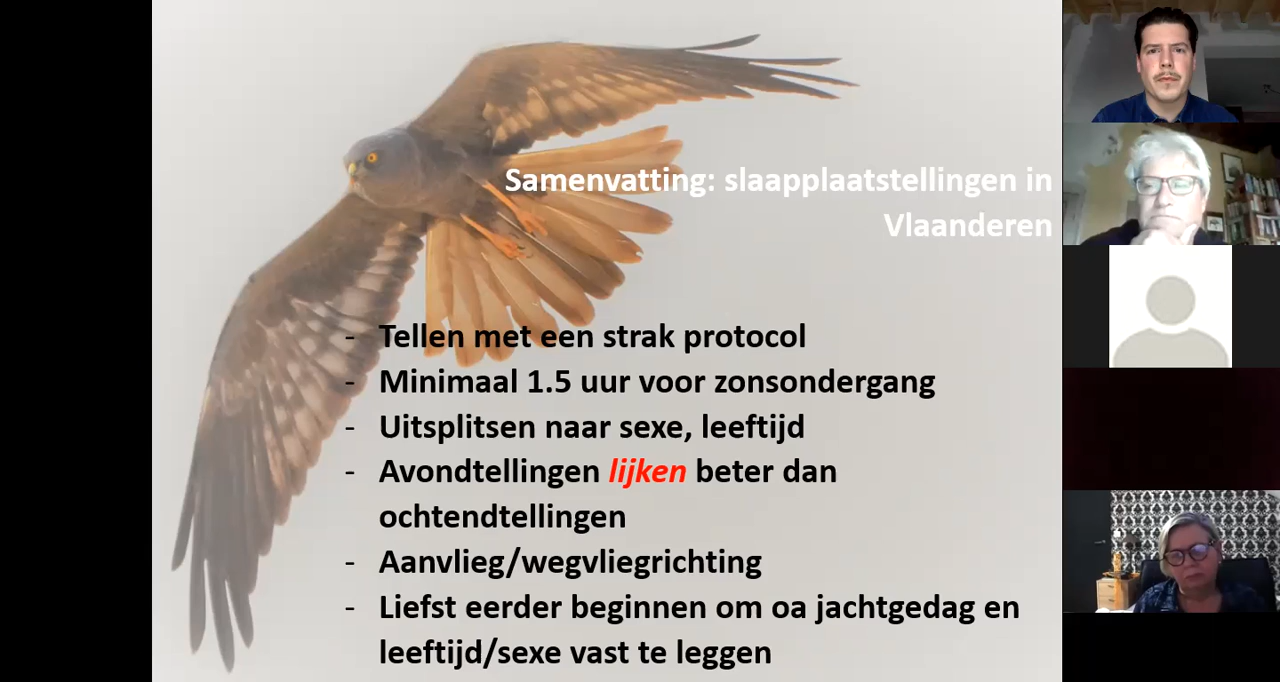 Samenvatting: slaapplaatstellingen in
Vlaanderen
- Tellen met een strak protocol
- Minimaal 1.5 uur voor zonsondergang
- Uitsplitsen naar sexe, leeftijd
- Avondtellingen lijken beter dan
ochtendtellingen
- Aanvlieg/wegvliegrichting
- Liefst eerder beginnen om oa jachtgedag en
leeftijd/sexe vast te leggen